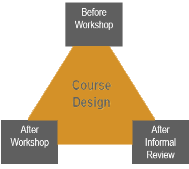 Before
Workshop
Course
Design
After
Workshop
After
Informal
Review